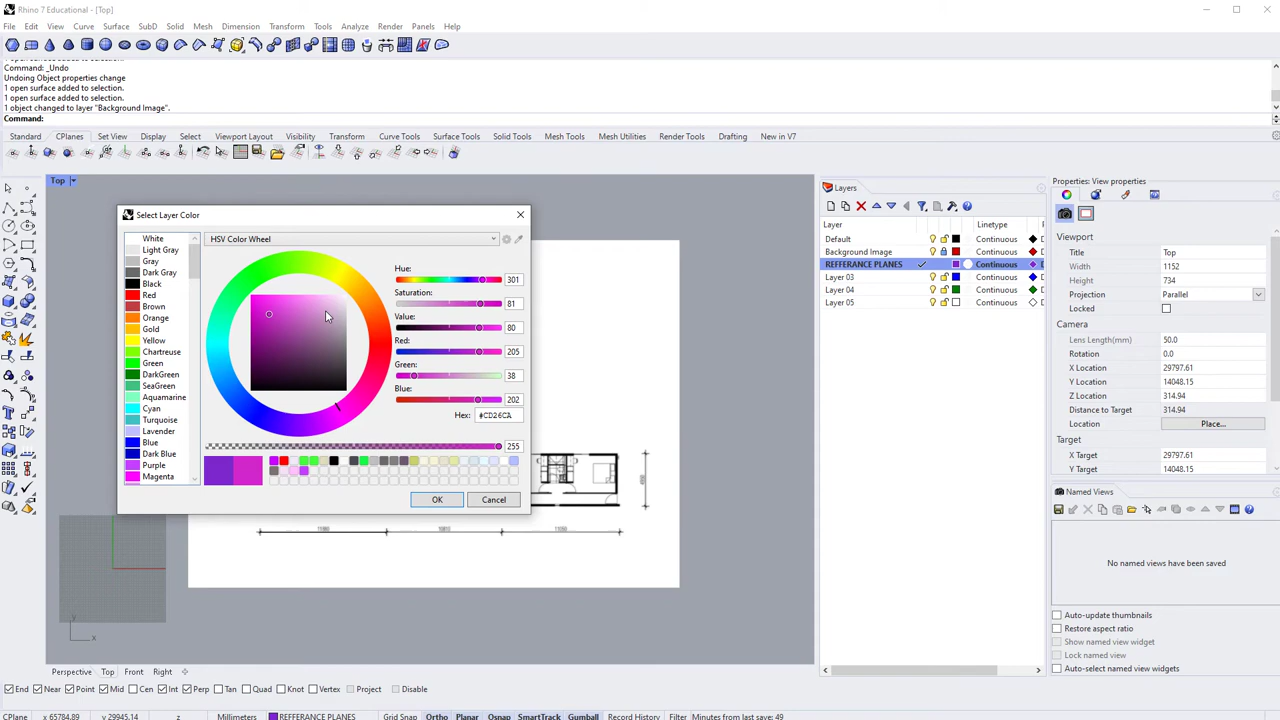 Rhino 7 Educational - [Top]
File Edit View Curve Surface SubD Solid Mesh Dimension Transform Tools Analyze Render Panels Help
Command: _Undo
Undoing Object properties change
1 open surface added to selection.
1 open surface added to selection.
1 object changed to layer "Background Image".
Command:
Standard CPlanes Set View Display Select Viewport Layout Visibility Transform Curve Tools Surface Tools Solid Tools Mesh Tools Mesh Utilities Render Tools Drafting New in V7
Top
Select Layer Color
White
Light Gray
Gray
Dark Gray
Black
Red
Brown
Orange
Gold
Yellow
Chartreuse
Green
DarkGreen
SeaGreen
Aquamarine
Cyan
Turquoise
Lavender
Blue
Dark Blue
Purple
Magenta
HSV Color Wheel
Hue: 301
Saturation: 81
Value: 80
Red: 205
Green: 38
Blue: 202
Hex: #CD26CA
255
OK Cancel
y
x
Layers
Layer Linetype
Default Continuous
Background Image Continuous
REFFERANCE PLANES Continuous
Layer 03 Continuous
Layer 04 Continuous
Layer 05 Continuous
Properties: View properties
Viewport
Title Top
Width 1152
Height 734
Projection Parallel
Locked
Camera
Lens Length(mm) 50.0
Rotation 0.0
X Location 29797.61
Y Location 14048.15
Z Location 314.94
Distance to Target 314.94
Location Place...
Target
X Target 29797.61
Y Target 14048.15
Named Views
No named views have been saved
Auto-update thumbnails
Restore aspect ratio
Show named view widget
Lock named view
Auto-select named view widgets
Perspective Top Front Right
End Near Point Mid Cen Int Perp Tan Quad Knot Vertex Project Disable
CPlane x 65784.89 y 29945.14 z Millimeters REFFERANCE PLANES Grid Snap Ortho Planar Osnap SmartTrack Gumball Record History Filter Minutes from last save: 49